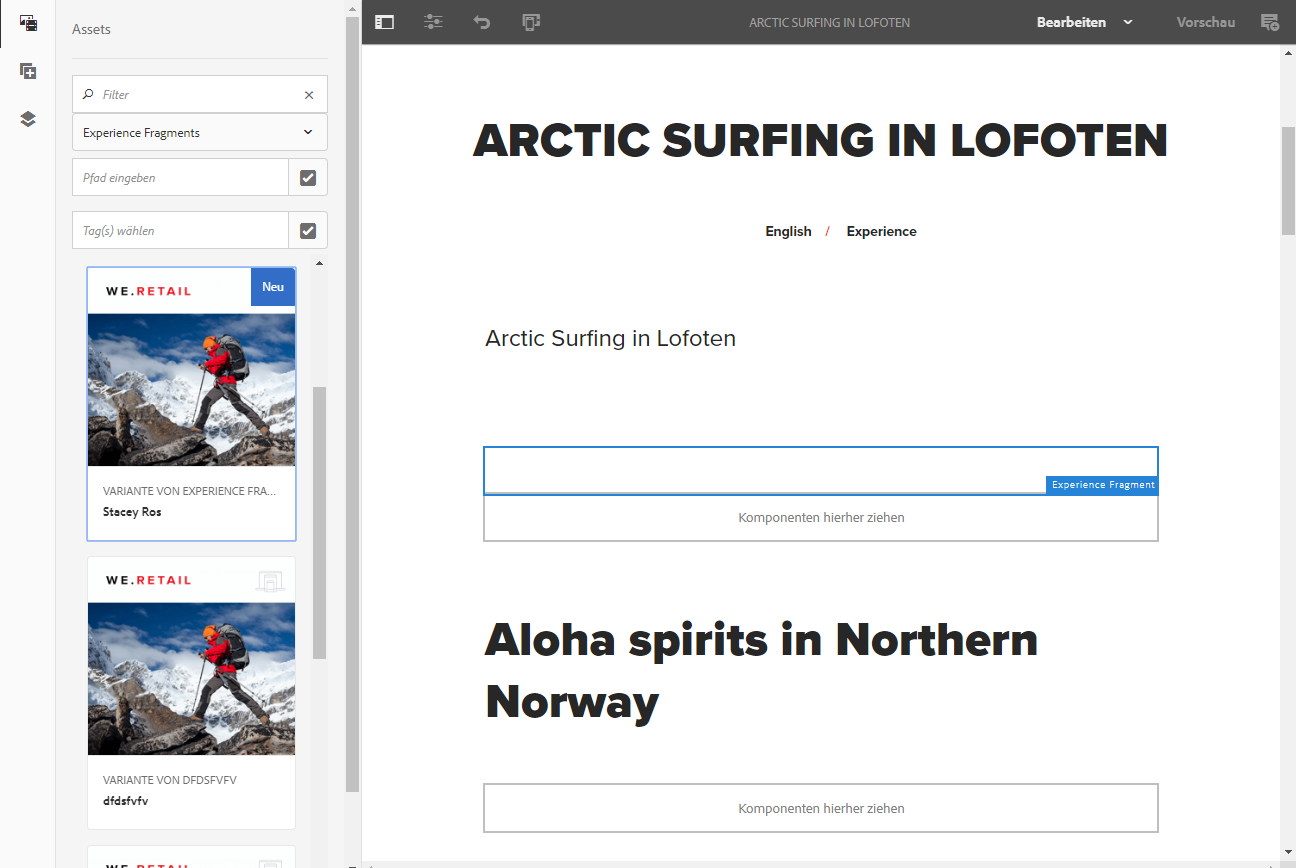 Assets
Filter
Experience Fragments
Pfad eingeben
Tag(s) wählen
WE.RETAIL
Neu
VARIANTE VON EXPERIENCE FRA...
Stacey Ros
WE.RETAIL
VARIANTE VON DFDSFVFV
dfdsfvfv
WE.RETAIL
ARCTIC SURFING IN LOFOTEN
Bearbeiten
Vorschau
ARCTIC SURFING IN LOFOTEN
English / Experience
Arctic Surfing in Lofoten
Experience Fragment
Komponenten hierher ziehen
Aloha spirits in Northern
Norway
Komponenten hierher ziehen